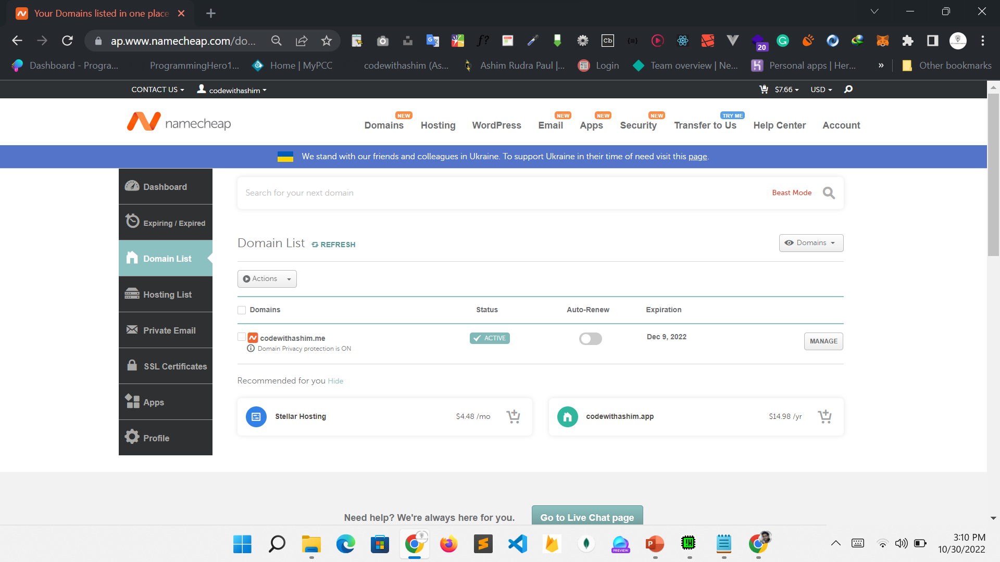 Your Domains listed in one place
ap.www.namecheap.com/do...
f?
Cb
20
Dashboard - Progra...
ProgrammingHero1...
Home | MyPCC
codewithashim (As...
Ashim Rudra Paul |...
Login
Team overview | Ne...
Personal apps | Her...
»
Other bookmarks
CONTACT US
codewithashim
$7.66
USD
namecheap
NEW
NEW
NEW
NEW
TRY ME
Domains
Hosting
WordPress
Email
Apps
Security
Transfer to Us
Help Center
Account
We stand with our friends and colleagues in Ukraine. To support Ukraine in their time of need visit this page.
Dashboard
Expiring / Expired
Domain List
Hosting List
Private Email
SSL Certificates
Apps
Profile
Search for your next domain
Beast Mode
Domain List
REFRESH
Domains
Actions
Domains
Status
Auto-Renew
Expiration
codewithashim.me
ACTIVE
Dec 9, 2022
MANAGE
Domain Privacy protection is ON
Recommended for you Hide
Stellar Hosting
$4.48 /mo
codewithashim.app
$14.98 /yr
Need help? We're always here for you.
Go to Live Chat page
PREVIEW
3:10 PM
10/30/2022